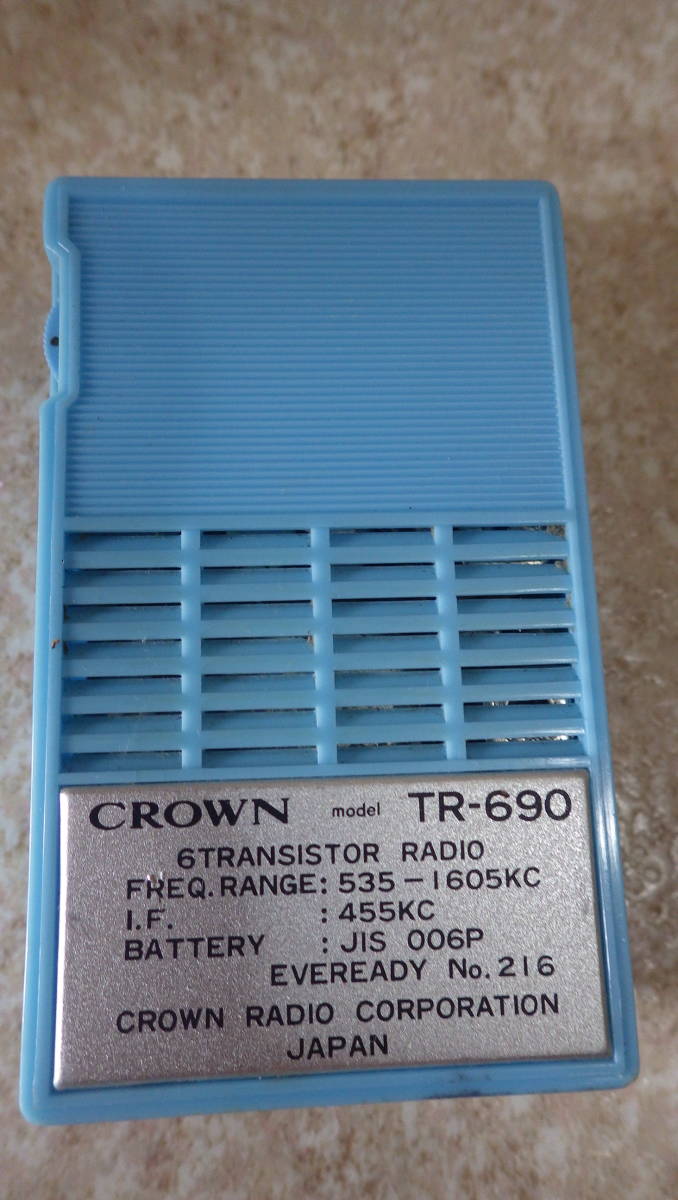 CROWN model TR-690
6TRANSISTOR RADIO
FREQ. RANGE: 535-1605KC
I.F. : 455KC
BATTERY : JIS 006P
EVEREADY No. 216
CROWN RADIO CORPORATION
JAPAN